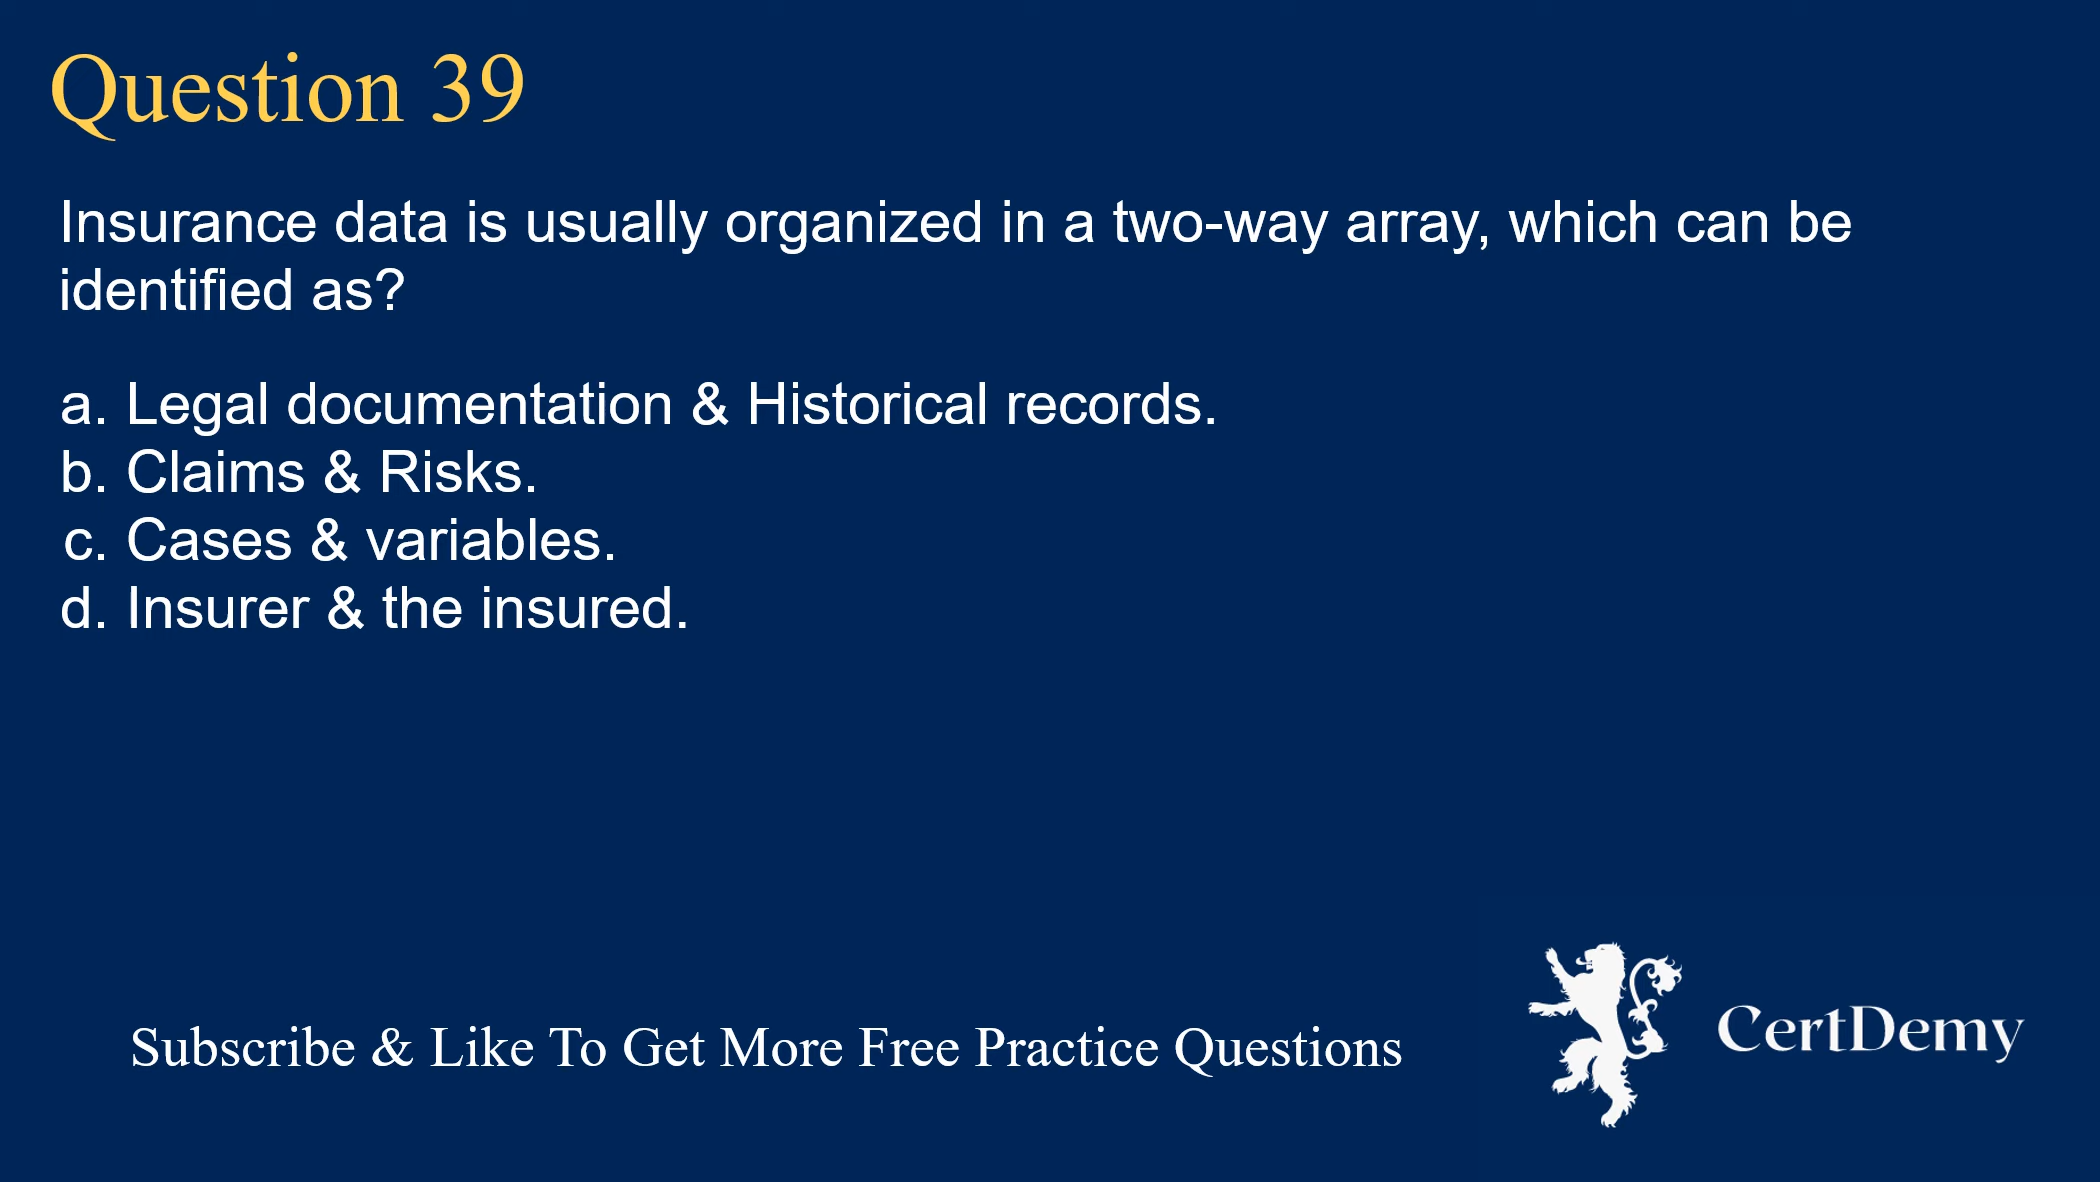 Question 39
Insurance data is usually organized in a two-way array, which can be
identified as?
a. Legal documentation & Historical records.
b. Claims & Risks.
c. Cases & variables.
d. Insurer & the insured.
Subscribe & Like To Get More Free Practice Questions
CertDemy